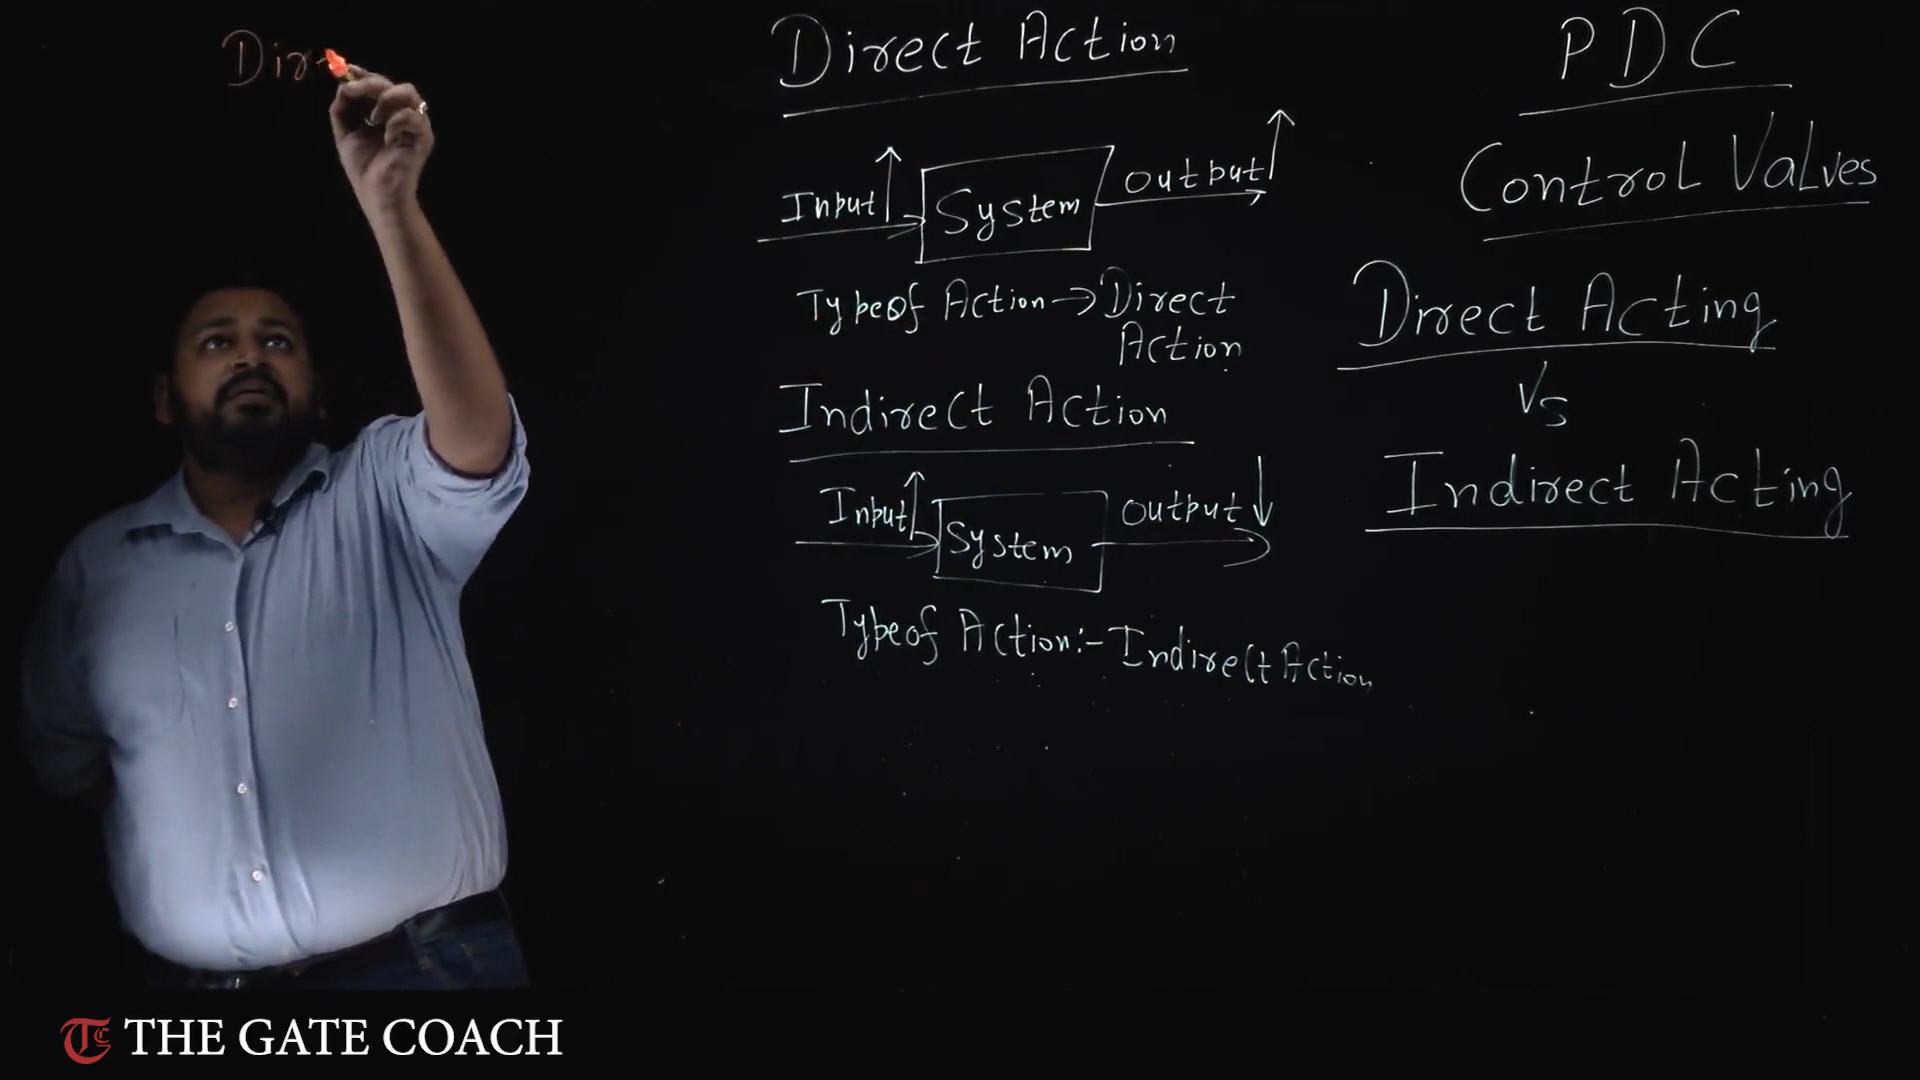 Dir
Direct Action
Input
System
Output
Type of Action → Direct
Action
Indirect Action
Input
System
Output
Type of Action:- Indirect Action
PDC
Control Valves
Direct Acting
Vs
Indirect Acting
THE GATE COACH